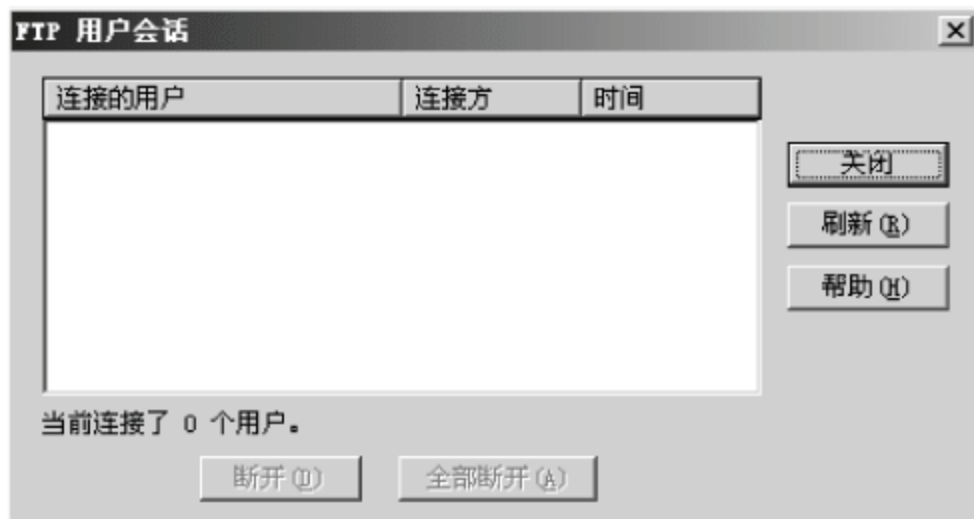 FTP 用户会话
连接的用户 连接方 时间
关闭
刷新(R)
帮助(H)
当前连接了 0 个用户。
断开(D) 全部断开(A)